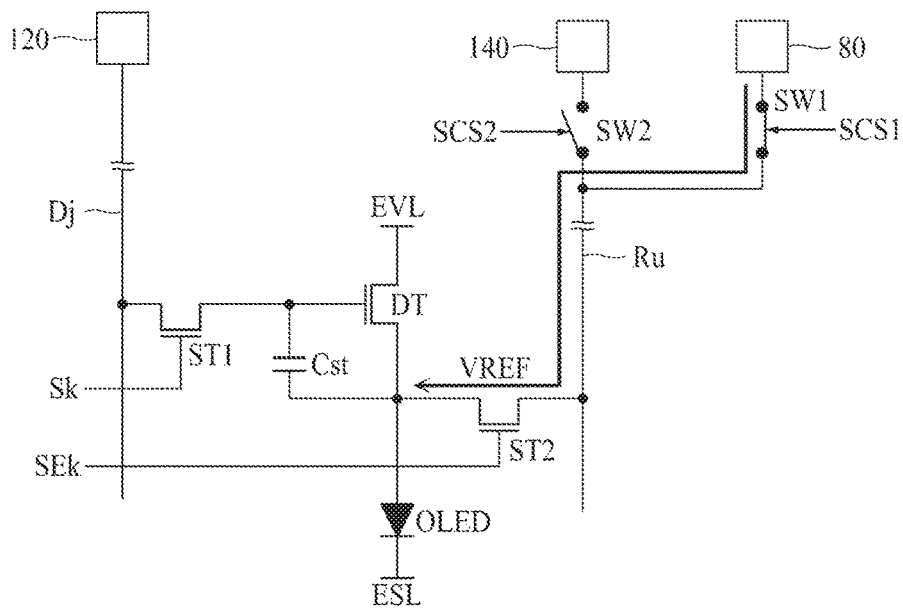 120
140
80
SW1
SCS2
SW2
SCS1
Dj
EVL
Ru
DT
ST1
Cst
VREF
Sk
ST2
SEk
OLED
ESL